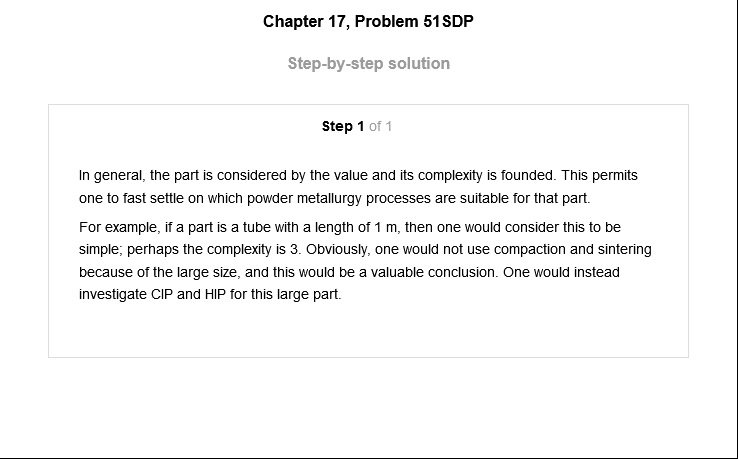 Chapter 17, Problem 51SDP
Step-by-step solution
Step 1 of 1
In general, the part is considered by the value and its complexity is founded. This permits
one to fast settle on which powder metallurgy processes are suitable for that part.
For example, if a part is a tube with a length of 1 m, then one would consider this to be
simple; perhaps the complexity is 3. Obviously, one would not use compaction and sintering
because of the large size, and this would be a valuable conclusion. One would instead
investigate CIP and HIP for this large part.